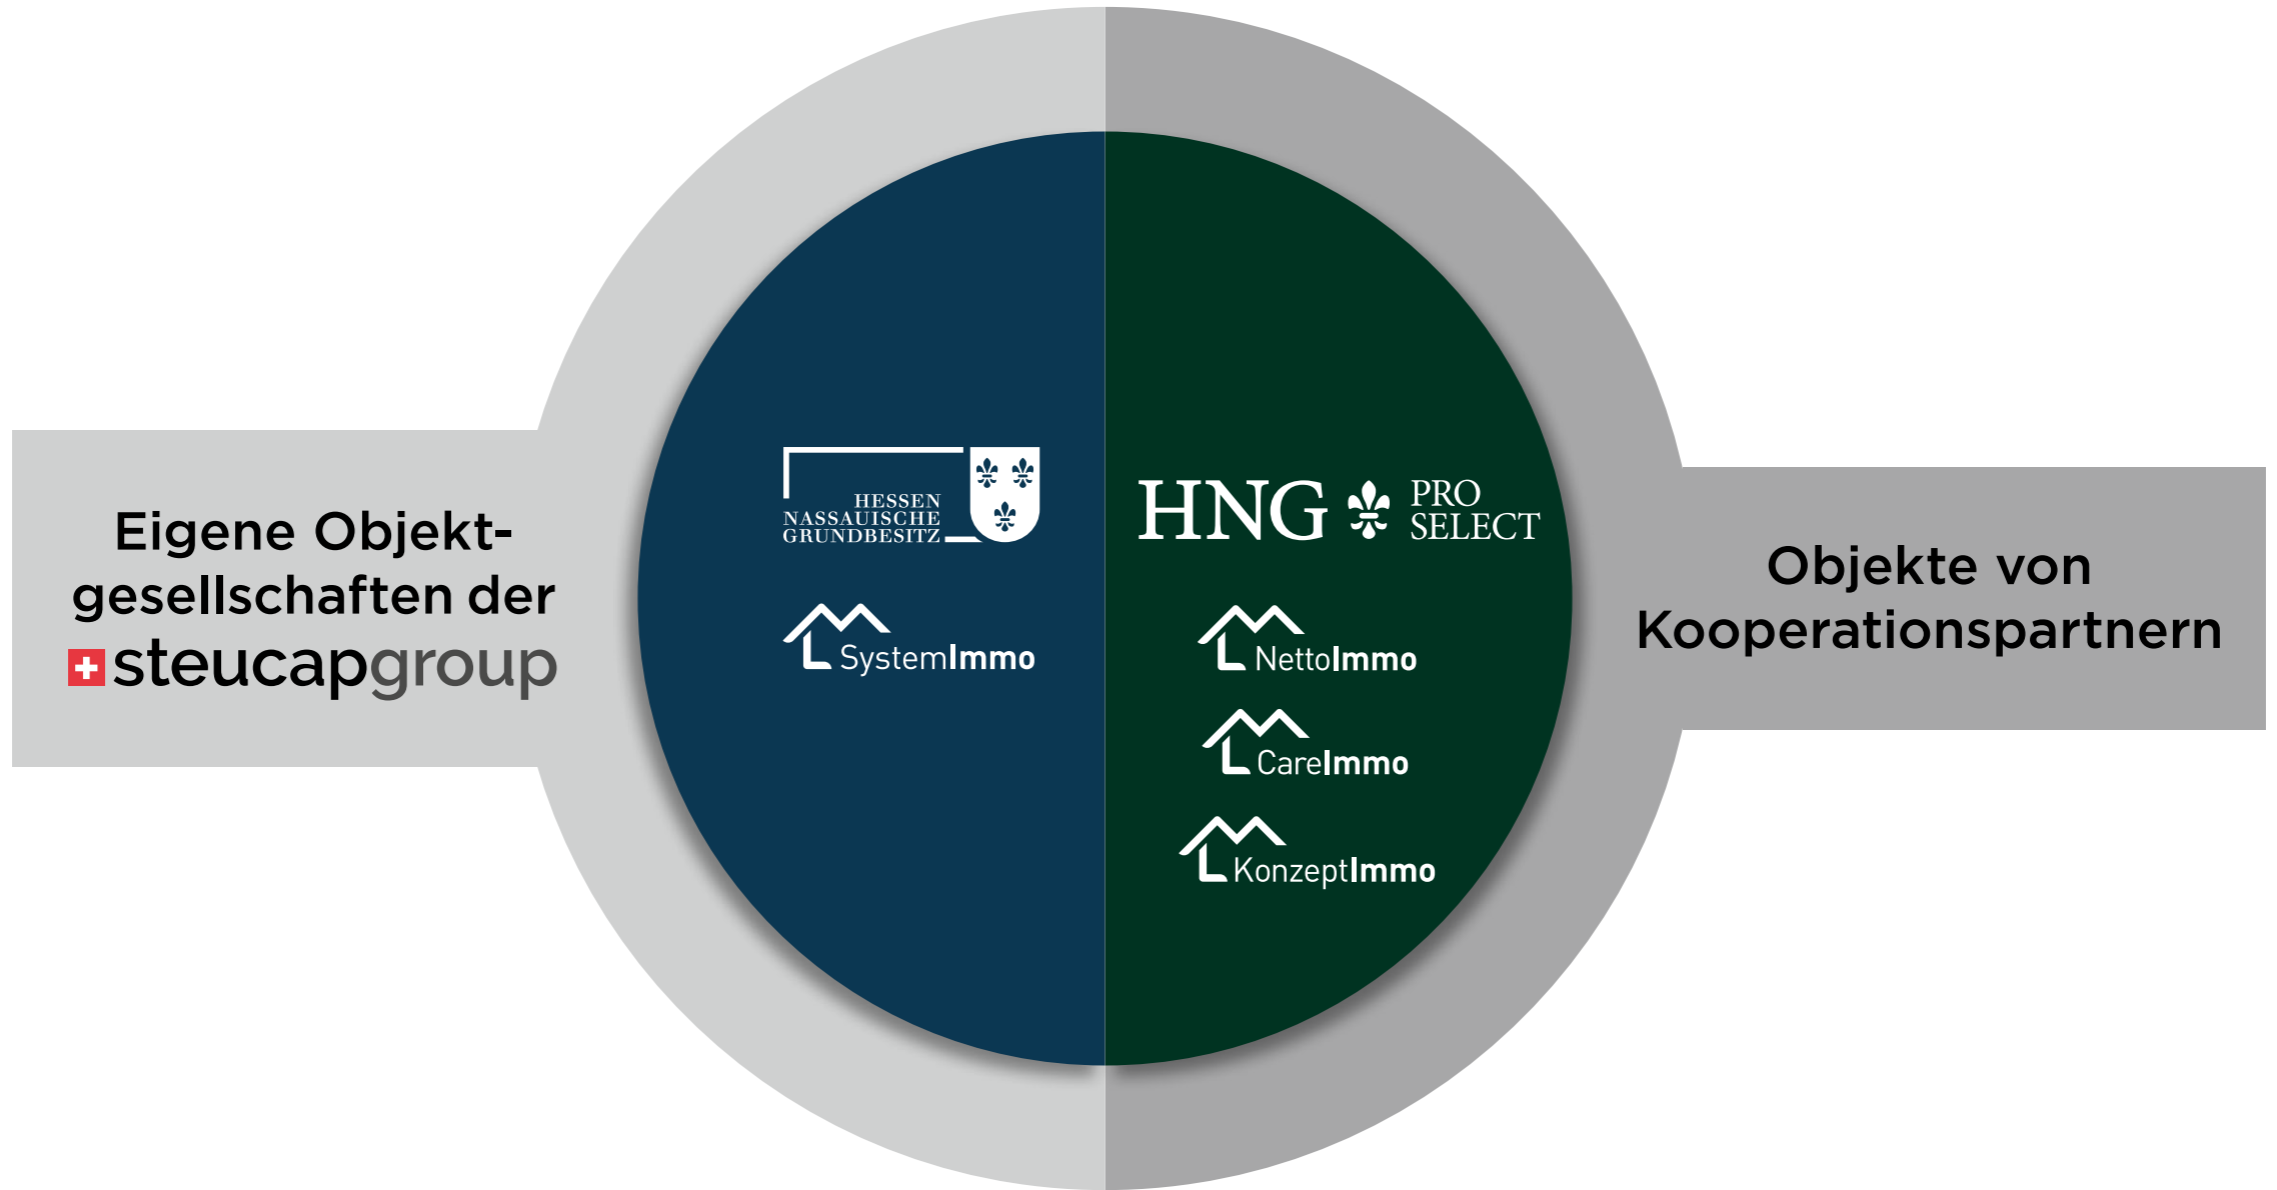 Eigene Objekt-
gesellschaften der
steucapgroup
HESSEN
NASSAUISCHE
GRUNDBESITZ
SystemImmo
HNG PRO
SELECT
NettoImmo
CareImmo
KonzeptImmo
Objekte von
Kooperationspartnern